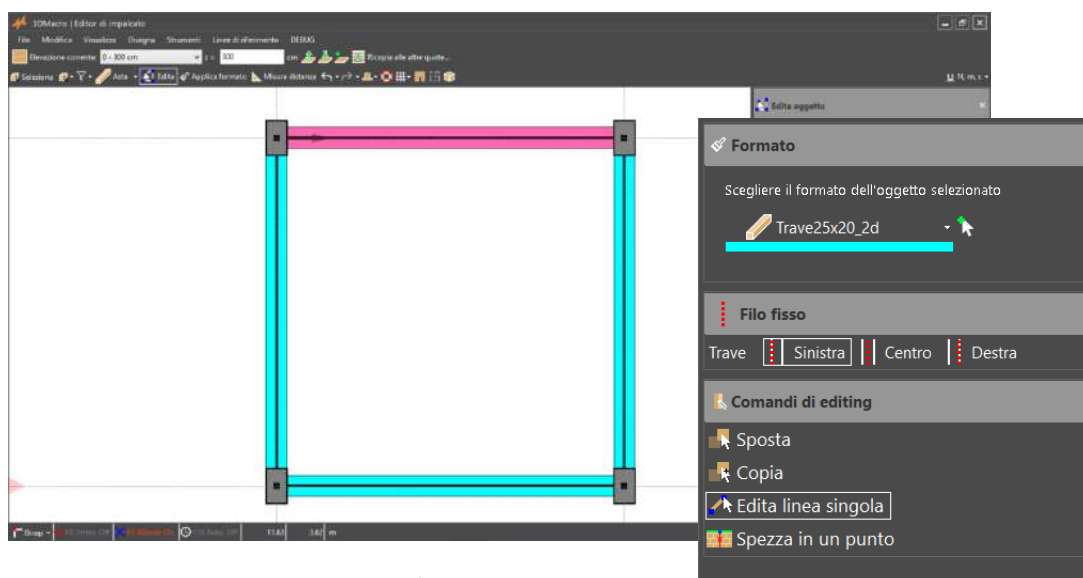 3DMacro | Editor di impalcato
File Modifica Visualizza Disegna Strumenti Linee di riferimento DEBUG
Elevazione corrente: 0 - 300 cm z = 300 cm Ricopia alle altre quote...
Seleziona Asta Edita Applica formato Misura distanza
Edita oggetto
Formato
Scegliere il formato dell'oggetto selezionato
Trave25x20_2d
Filo fisso
Trave Sinistra Centro Destra
Comandi di editing
Sposta
Copia
Edita linea singola
Spezza in un punto
Snap m